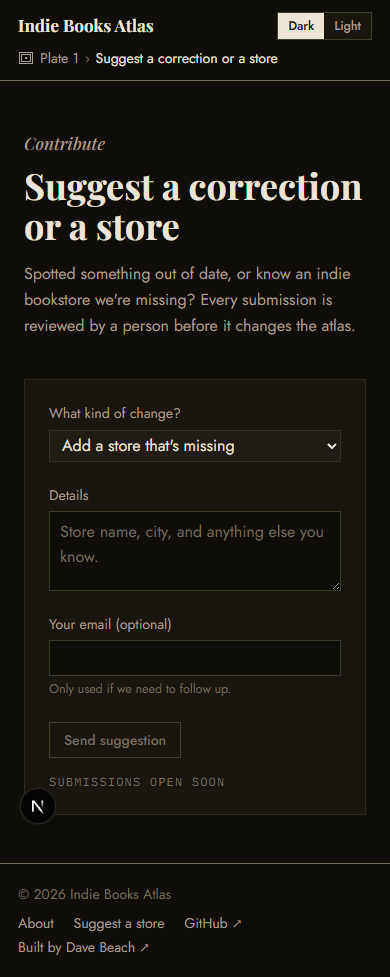 Indie Books Atlas
Dark Light
Plate 1 › Suggest a correction or a store
Contribute
Suggest a correction
or a store
Spotted something out of date, or know an indie
bookstore we're missing? Every submission is
reviewed by a person before it changes the atlas.
What kind of change?
Add a store that's missing
Details
Store name, city, and anything else you
know.
Your email (optional)
Only used if we need to follow up.
Send suggestion
SUBMISSIONS OPEN SOON
N
© 2026 Indie Books Atlas
About Suggest a store GitHub ↗
Built by Dave Beach ↗